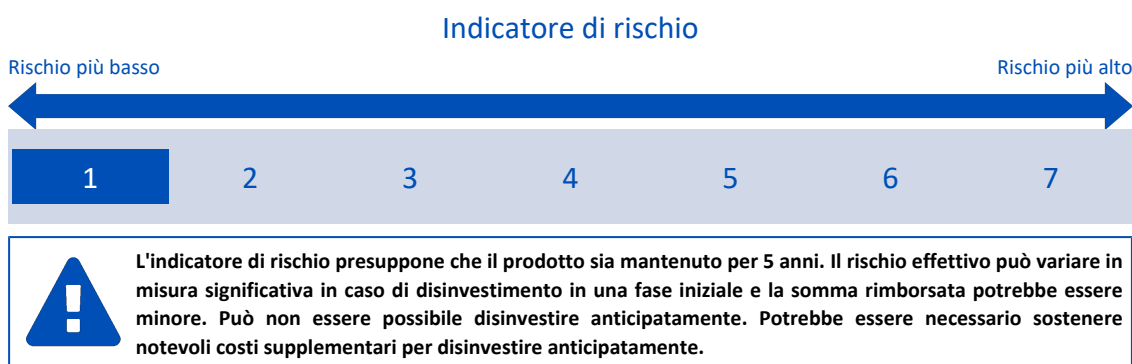 Indicatore di rischio
Rischio più basso Rischio più alto
1 2 3 4 5 6 7
L'indicatore di rischio presuppone che il prodotto sia mantenuto per 5 anni. Il rischio effettivo può variare in
misura significativa in caso di disinvestimento in una fase iniziale e la somma rimborsata potrebbe essere
minore. Può non essere possibile disinvestire anticipatamente. Potrebbe essere necessario sostenere
notevoli costi supplementari per disinvestire anticipatamente.